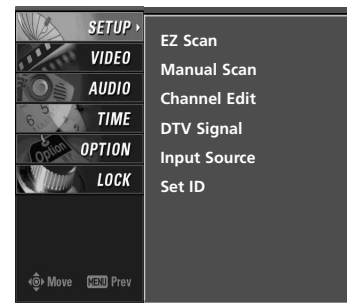 SETUP
VIDEO
AUDIO
TIME
OPTION
LOCK
EZ Scan
Manual Scan
Channel Edit
DTV Signal
Input Source
Set ID
Move MENU Prev